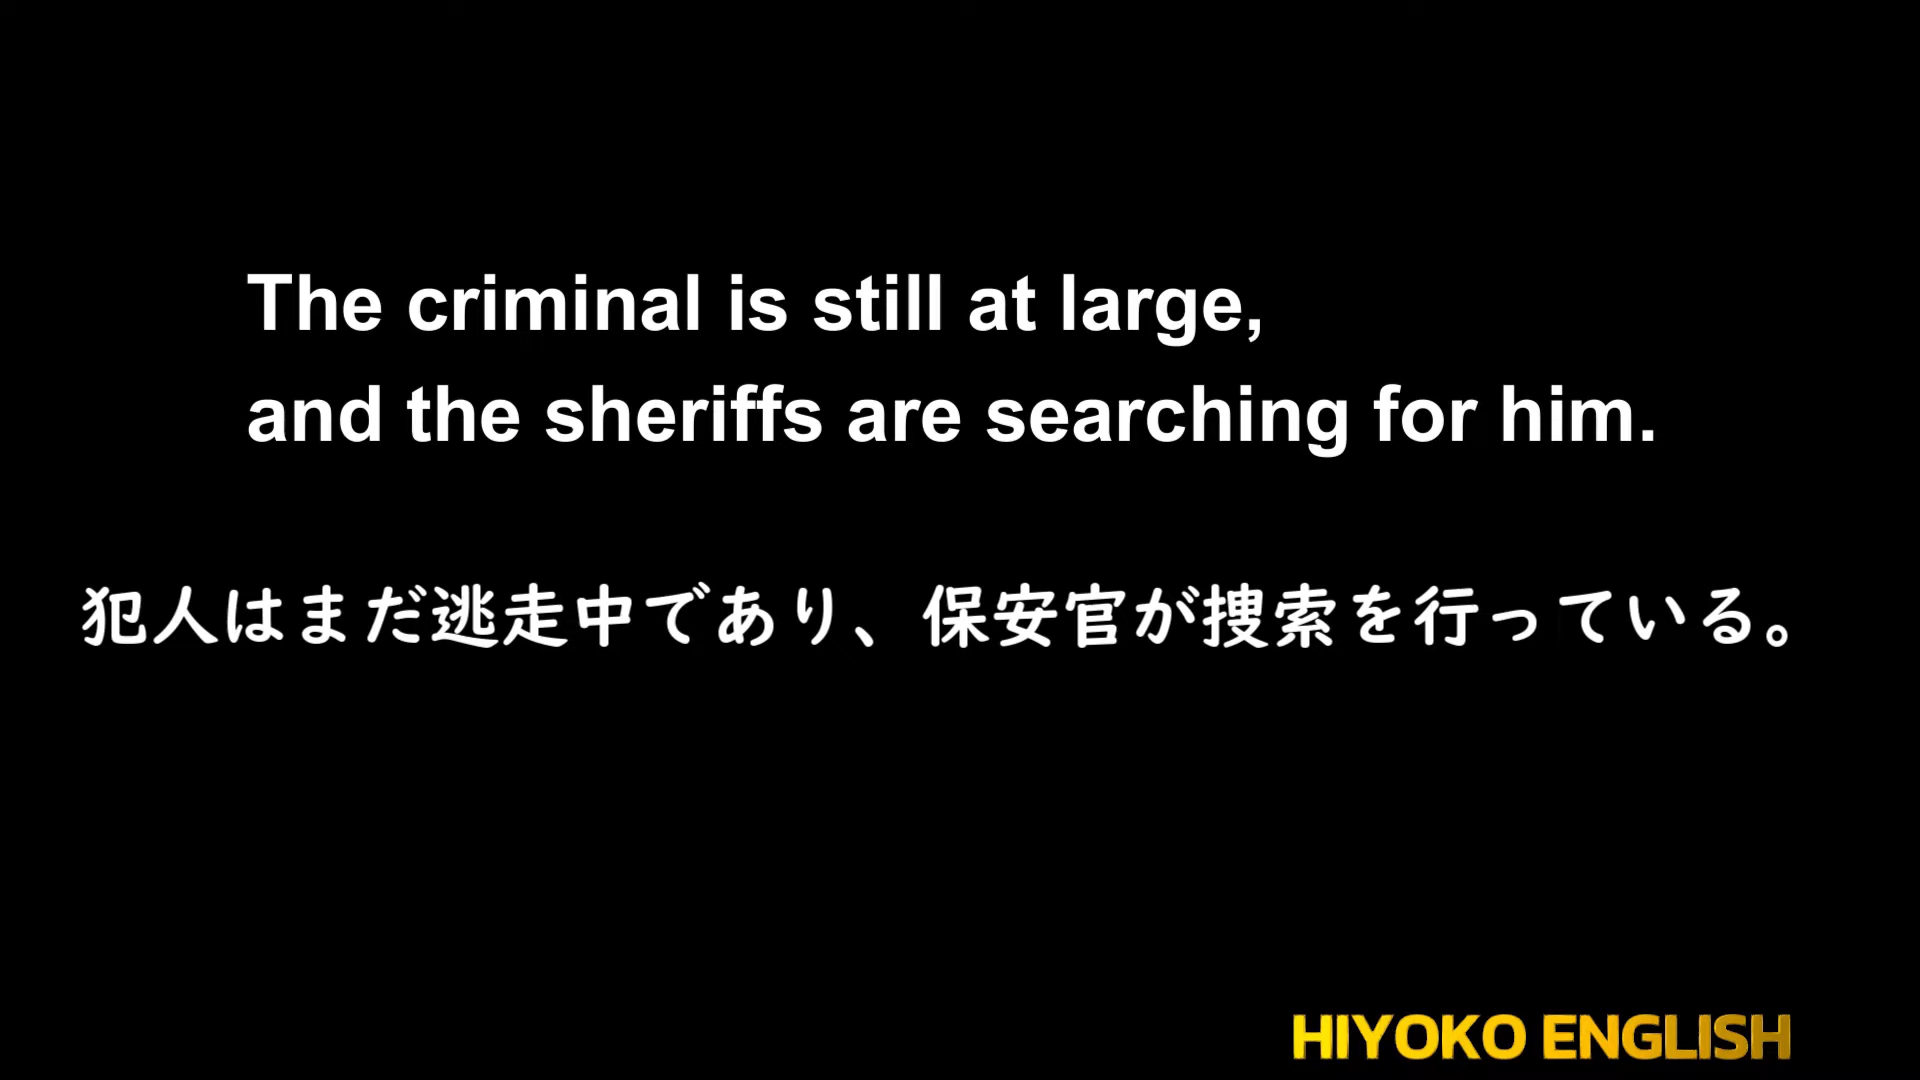 The criminal is still at large,
and the sheriffs are searching for him.
犯人はまだ逃走中であり、保安官が捜索を行っている。
HIYOKO ENGLISH